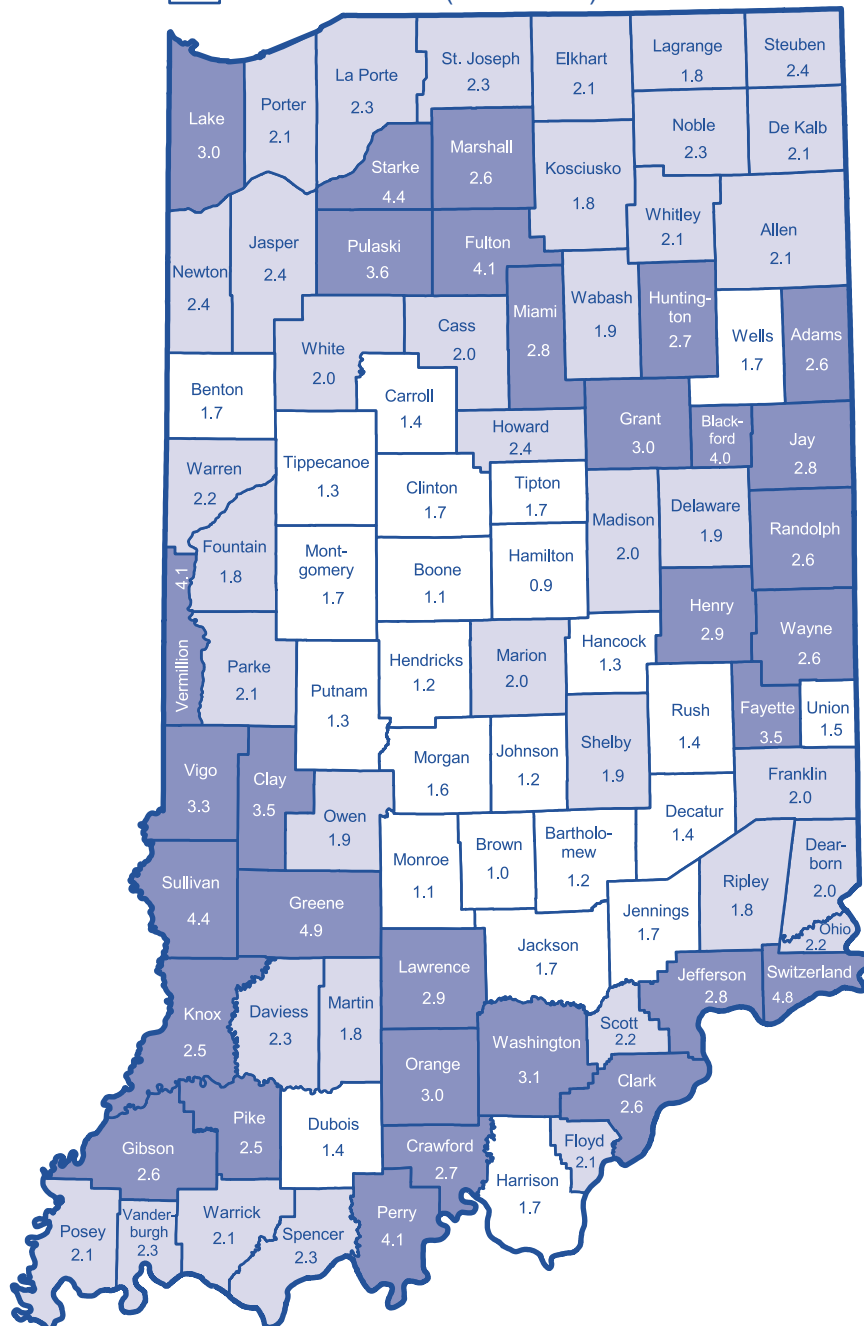 St. Joseph
2.3
Elkhart
2.1
Lagrange
1.8
Steuben
2.4
La Porte
2.3
Porter
2.1
Lake
3.0
Noble
2.3
De Kalb
2.1
Marshall
2.6
Starke
4.4
Kosciusko
1.8
Whitley
2.1
Allen
2.1
Newton
2.4
Jasper
2.4
Pulaski
3.6
Fulton
4.1
Miami
2.8
Wabash
1.9
Hunting-
ton
2.7
Wells
1.7
Adams
2.6
White
2.0
Cass
2.0
Benton
1.7
Carroll
1.4
Howard
2.4
Grant
3.0
Black-
ford
4.0
Jay
2.8
Warren
2.2
Tippecanoe
1.3
Clinton
1.7
Tipton
1.7
Madison
2.0
Delaware
1.9
Randolph
2.6
Fountain
1.8
Mont-
gomery
1.7
Boone
1.1
Hamilton
0.9
Vermillion 4.1
Henry
2.9
Wayne
2.6
Parke
2.1
Putnam
1.3
Hendricks
1.2
Marion
2.0
Hancock
1.3
Rush
1.4
Fayette
3.5
Union
1.5
Vigo
3.3
Clay
3.5
Morgan
1.6
Johnson
1.2
Shelby
1.9
Franklin
2.0
Owen
1.9
Decatur
1.4
Monroe
1.1
Brown
1.0
Bartholo-
mew
1.2
Dear-
born
2.0
Sullivan
4.4
Greene
4.9
Jennings
1.7
Ripley
1.8
Ohio
2.2
Jackson
1.7
Lawrence
2.9
Jefferson
2.8
Switzerland
4.8
Knox
2.5
Daviess
2.3
Martin
1.8
Scott
2.2
Washington
3.1
Orange
3.0
Clark
2.6
Pike
2.5
Dubois
1.4
Gibson
2.6
Crawford
2.7
Floyd
2.1
Harrison
1.7
Posey
2.1
Vander-
burgh
2.3
Warrick
2.1
Spencer
2.3
Perry
4.1